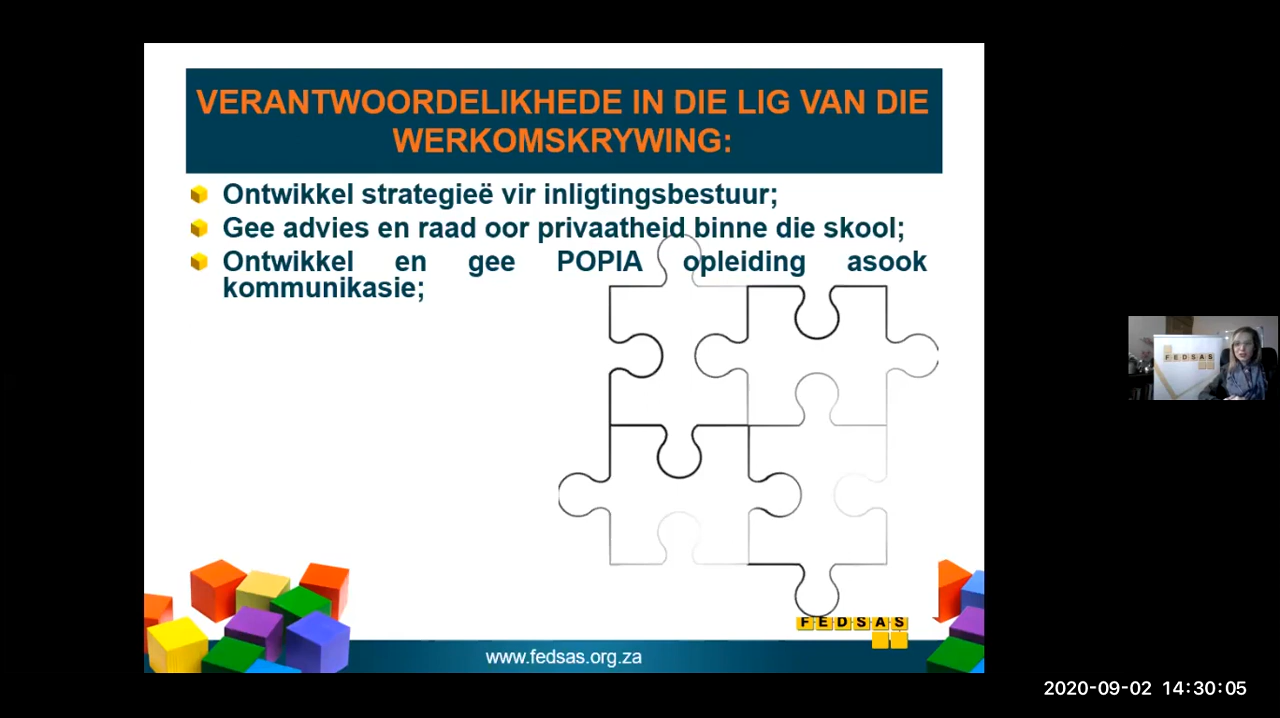 VERANTWOORDELIKHEDE IN DIE LIG VAN DIE
WERKOMSKRYWING:
Ontwikkel strategieë vir inligtingsbestuur;
Gee advies en raad oor privaatheid binne die skool;
Ontwikkel en gee POPIA opleiding asook
kommunikasie;
FEDSAS
FEDSAS
www.fedsas.org.za
2020-09-02 14:30:05